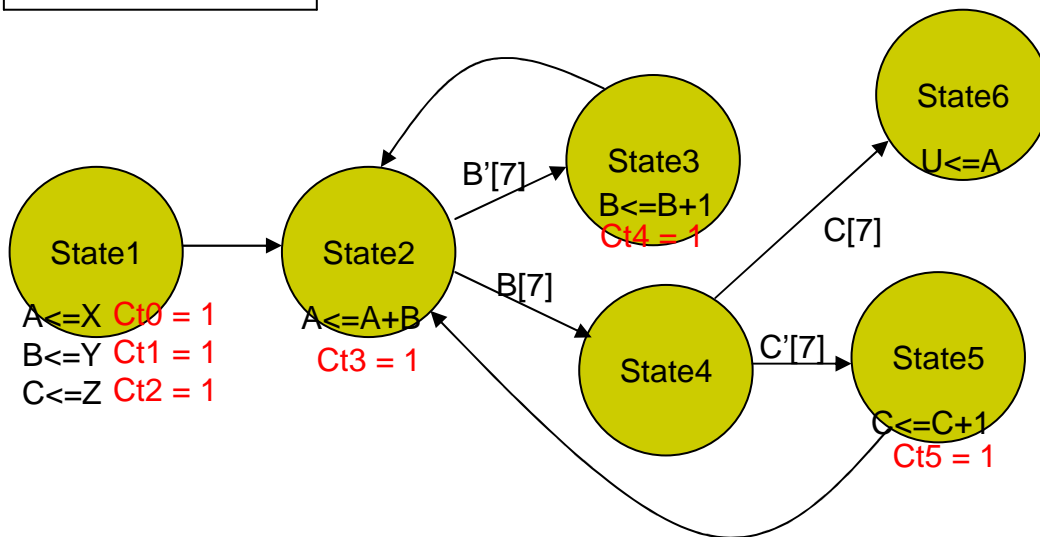 State1
A<=X Ct0 = 1
B<=Y Ct1 = 1
C<=Z Ct2 = 1
State2
A<=A+B
Ct3 = 1
B’[7]
B[7]
State3
B<=B+1
Ct4 = 1
State4
C[7]
C’[7]
State6
U<=A
State5
C<=C+1
Ct5 = 1